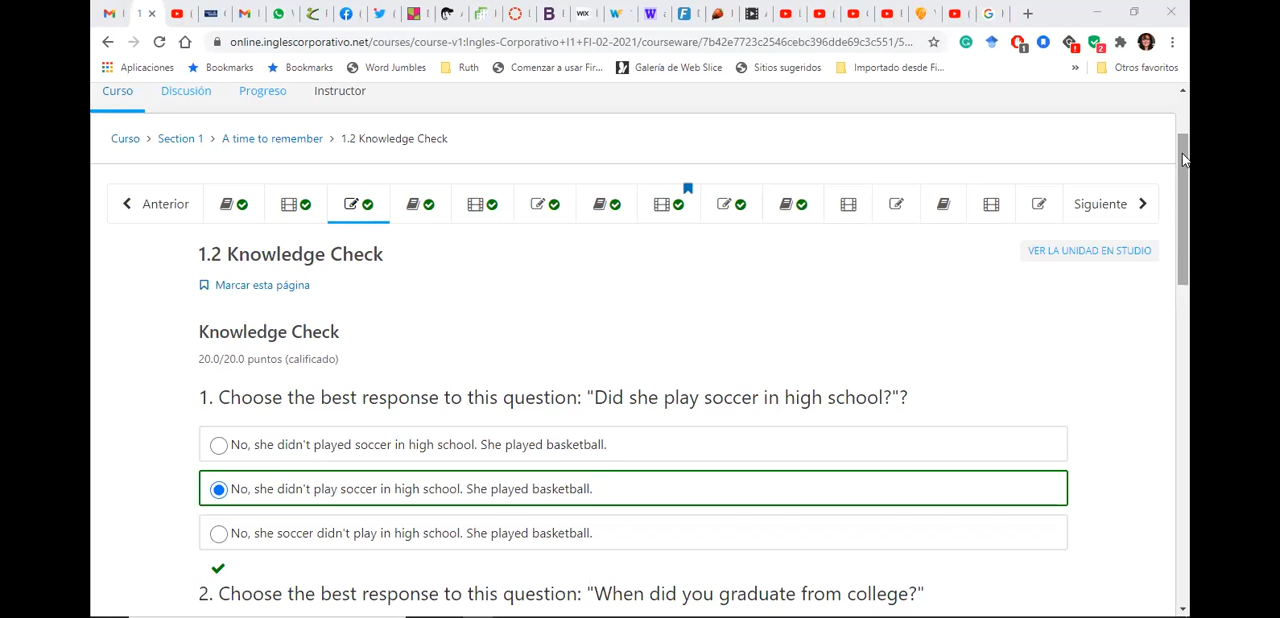 online.inglescorporativo.net/courses/course-v1:Ingles-Corporativo+I1+FI-02-2021/courseware/7b42e7723c2546cebc396dde69c3c551/5...
Aplicaciones Bookmarks Bookmarks Word Jumbles Ruth Comenzar a usar Fir... Galería de Web Slice Sitios sugeridos Importado desde Fi... » Otros favoritos
Curso Discusión Progreso Instructor
Curso > Section 1 > A time to remember > 1.2 Knowledge Check
Anterior Siguiente
1.2 Knowledge Check
VER LA UNIDAD EN STUDIO
Marcar esta página
Knowledge Check
20.0/20.0 puntos (calificado)
1. Choose the best response to this question: "Did she play soccer in high school?"?
No, she didn't played soccer in high school. She played basketball.
No, she didn't play soccer in high school. She played basketball.
No, she soccer didn't play in high school. She played basketball.
2. Choose the best response to this question: "When did you graduate from college?"